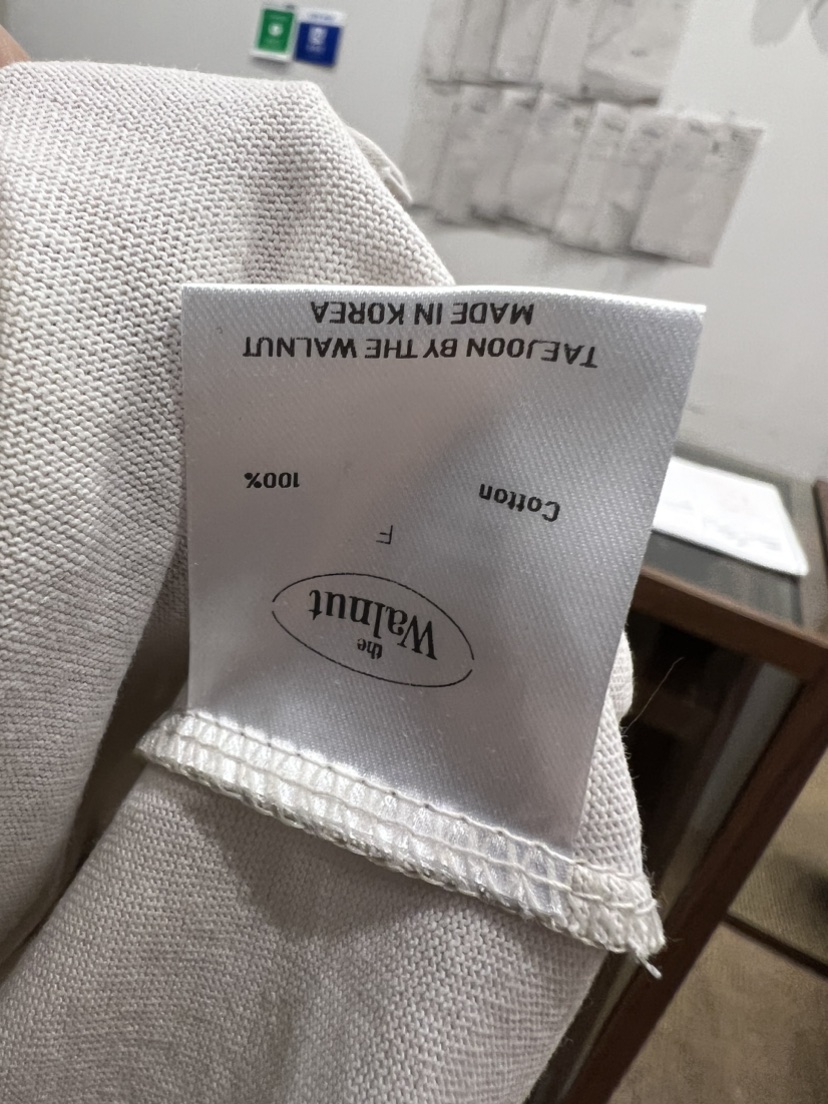 the
Walnut
F
Cotton 100%
TAEJOON BY THE WALNUT
MADE IN KOREA